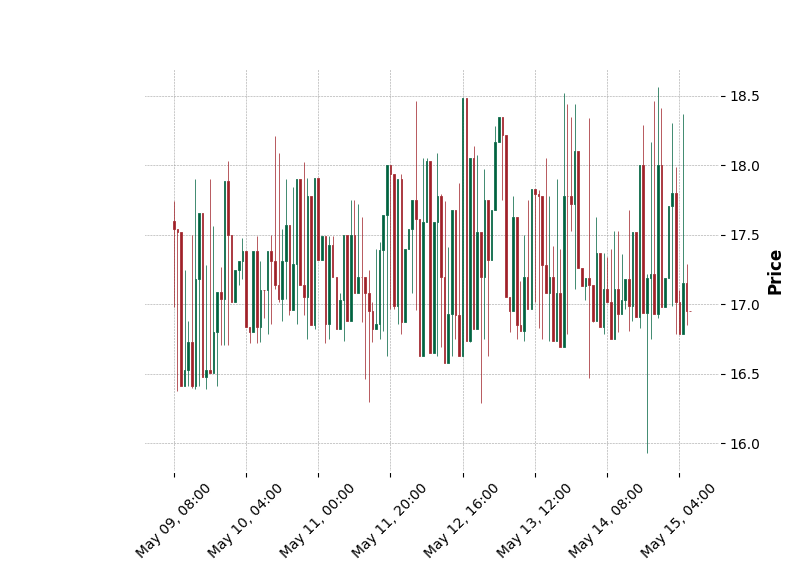 18.5
18.0
17.5
17.0
16.5
16.0
Price
May 09, 08:00
May 10, 04:00
May 11, 00:00
May 11, 20:00
May 12, 16:00
May 13, 12:00
May 14, 08:00
May 15, 04:00